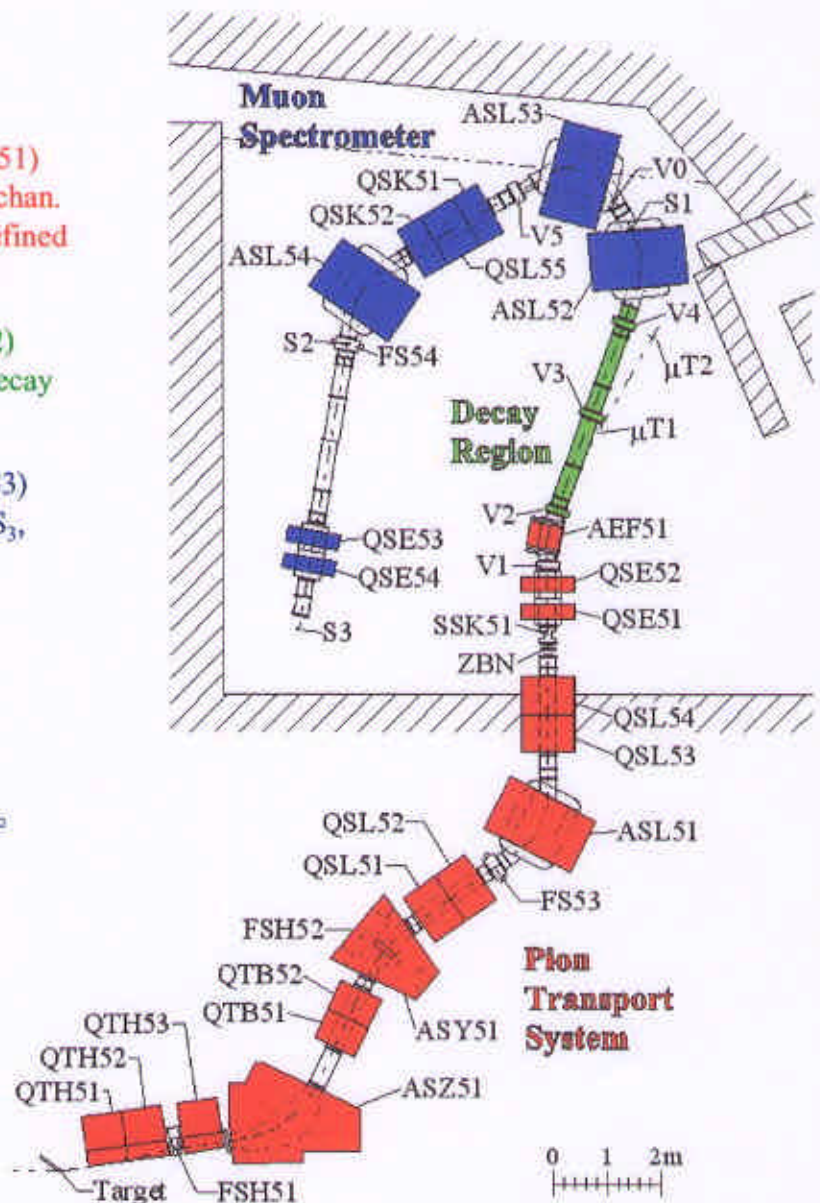 51)
chan.
fined
2)
ecay
3)
S₃,
Muon
Spectrometer
ASL53
QSK51
QSK52
ASL54
V0
S1
V5
QSL55
ASL52
V4
S2
FS54
V3
μT2
Decay
Region
μT1
V2
AEF51
QSE53
V1
QSE52
QSE54
QSE51
SSK51
S3
ZBN
QSL54
QSL53
QSL52
ASL51
QSL51
FS53
FSH52
Pion
Transport
System
QTB52
QTB51
ASY51
QTH53
QTH52
QTH51
ASZ51
0 1 2m
Target
FSH51